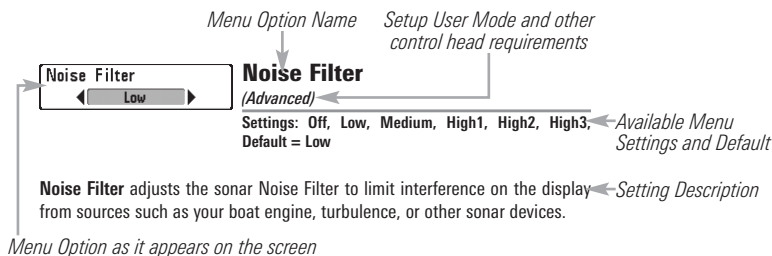 Menu Option Name
Setup User Mode and other
control head requirements
Noise Filter
Low
Noise Filter
(Advanced)
Settings: Off, Low, Medium, High1, High2, High3,
Default = Low
Available Menu
Settings and Default
Noise Filter adjusts the sonar Noise Filter to limit interference on the display
from sources such as your boat engine, turbulence, or other sonar devices.
Setting Description
Menu Option as it appears on the screen